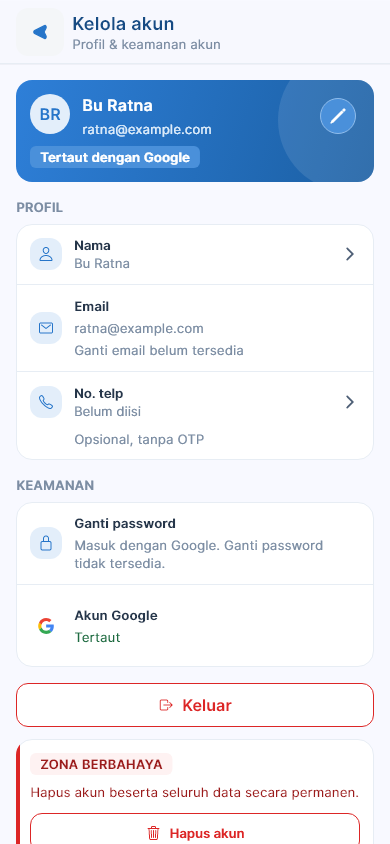 Kelola akun
Profil & keamanan akun
BR
Bu Ratna
ratna@example.com
Tertaut dengan Google
PROFIL
Nama
Bu Ratna
Email
ratna@example.com
Ganti email belum tersedia
No. telp
Belum diisi
Opsional, tanpa OTP
KEAMANAN
Ganti password
Masuk dengan Google. Ganti password
tidak tersedia.
Akun Google
Tertaut
Keluar
ZONA BERBAHAYA
Hapus akun beserta seluruh data secara permanen.
Hapus akun